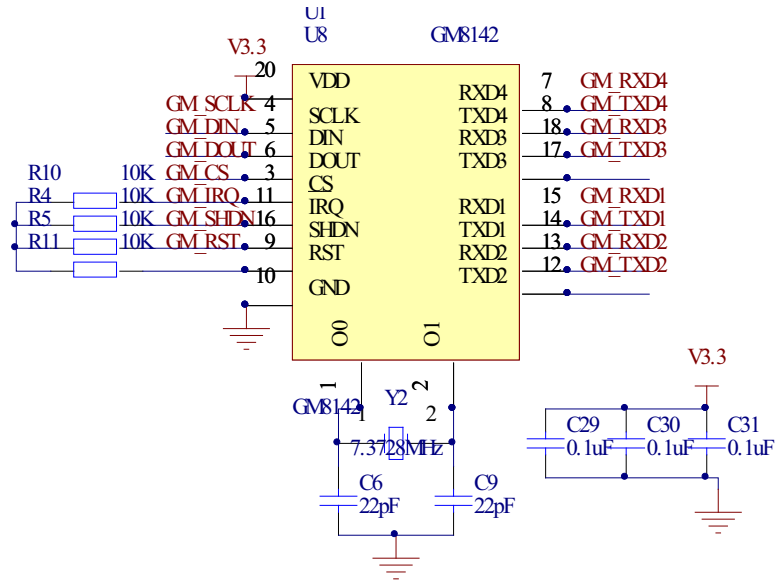 U1
U8 GM8142
V3.3
20 VDD RXD4 7 GM_RXD4
GM_SCLK 4 SCLK TXD4 8 GM_TXD4
GM_DIN 5 DIN RXD3 18 GM_RXD3
GM_DOUT 6 DOUT TXD3 17 GM_TXD3
R10 10K GM_CS 3 CS
R4 10K GM_IRQ 11 IRQ RXD1 15 GM_RXD1
R5 10K GM_SHDN 16 SHDN TXD1 14 GM_TXD1
R11 10K GM_RST 9 RST RXD2 13 GM_RXD2
10 GND TXD2 12 GM_TXD2
O0 O1
1 2
GM8142 1 Y2 2
7.3728MHz
C6 C9
22pF 22pF
V3.3
C29 C30 C31
0.1uF 0.1uF 0.1uF